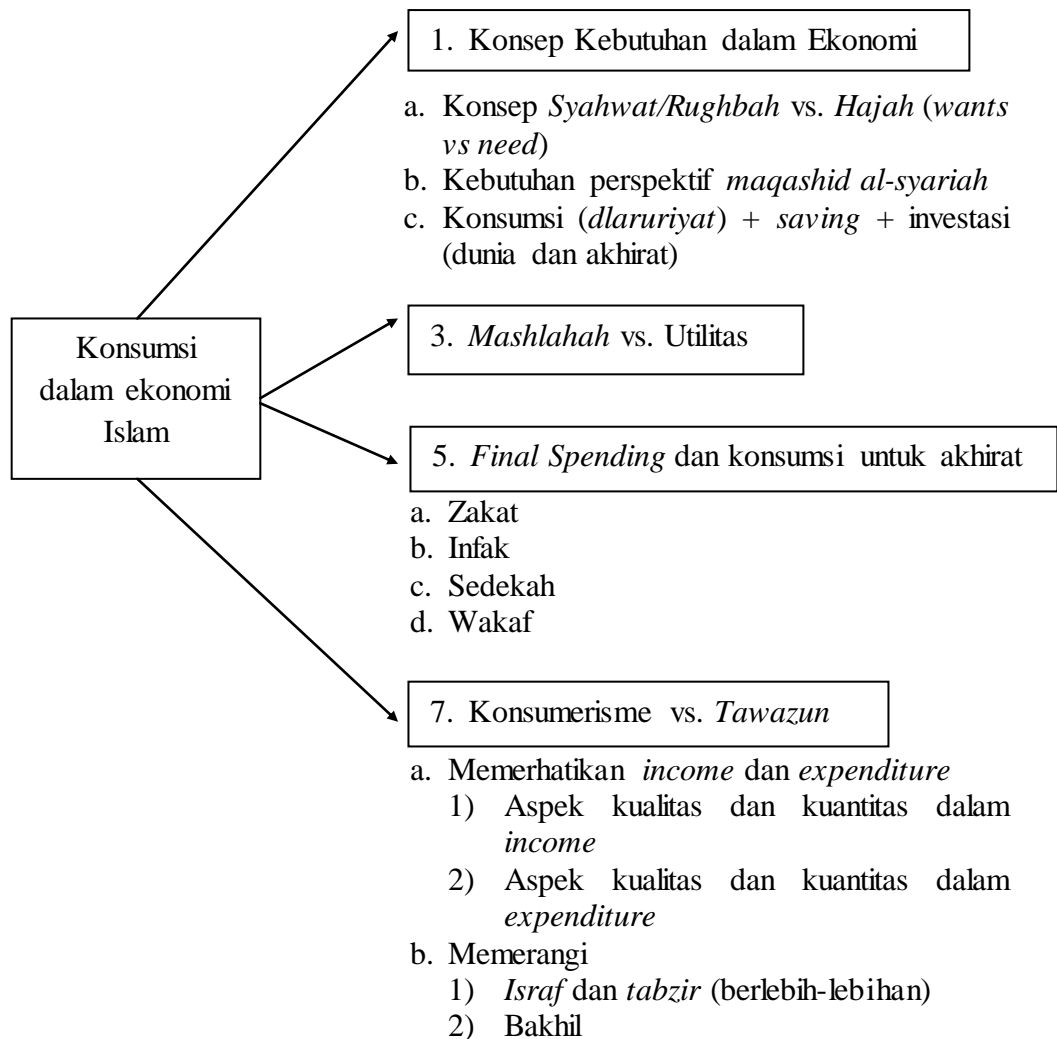 1. Konsep Kebutuhan dalam Ekonomi
a. Konsep Syahwat/Rughbah vs. Hajah (wants
vs need)
b. Kebutuhan perspektif maqashid al-syariah
c. Konsumsi (dlaruriyat) + saving + investasi
(dunia dan akhirat)
Konsumsi
dalam ekonomi
Islam
3. Mashlahah vs. Utilitas
5. Final Spending dan konsumsi untuk akhirat
a. Zakat
b. Infak
c. Sedekah
d. Wakaf
7. Konsumerisme vs. Tawazun
a. Memerhatikan income dan expenditure
1) Aspek kualitas dan kuantitas dalam
income
2) Aspek kualitas dan kuantitas dalam
expenditure
b. Memerangi
1) Israf dan tabzir (berlebih-lebihan)
2) Bakhil